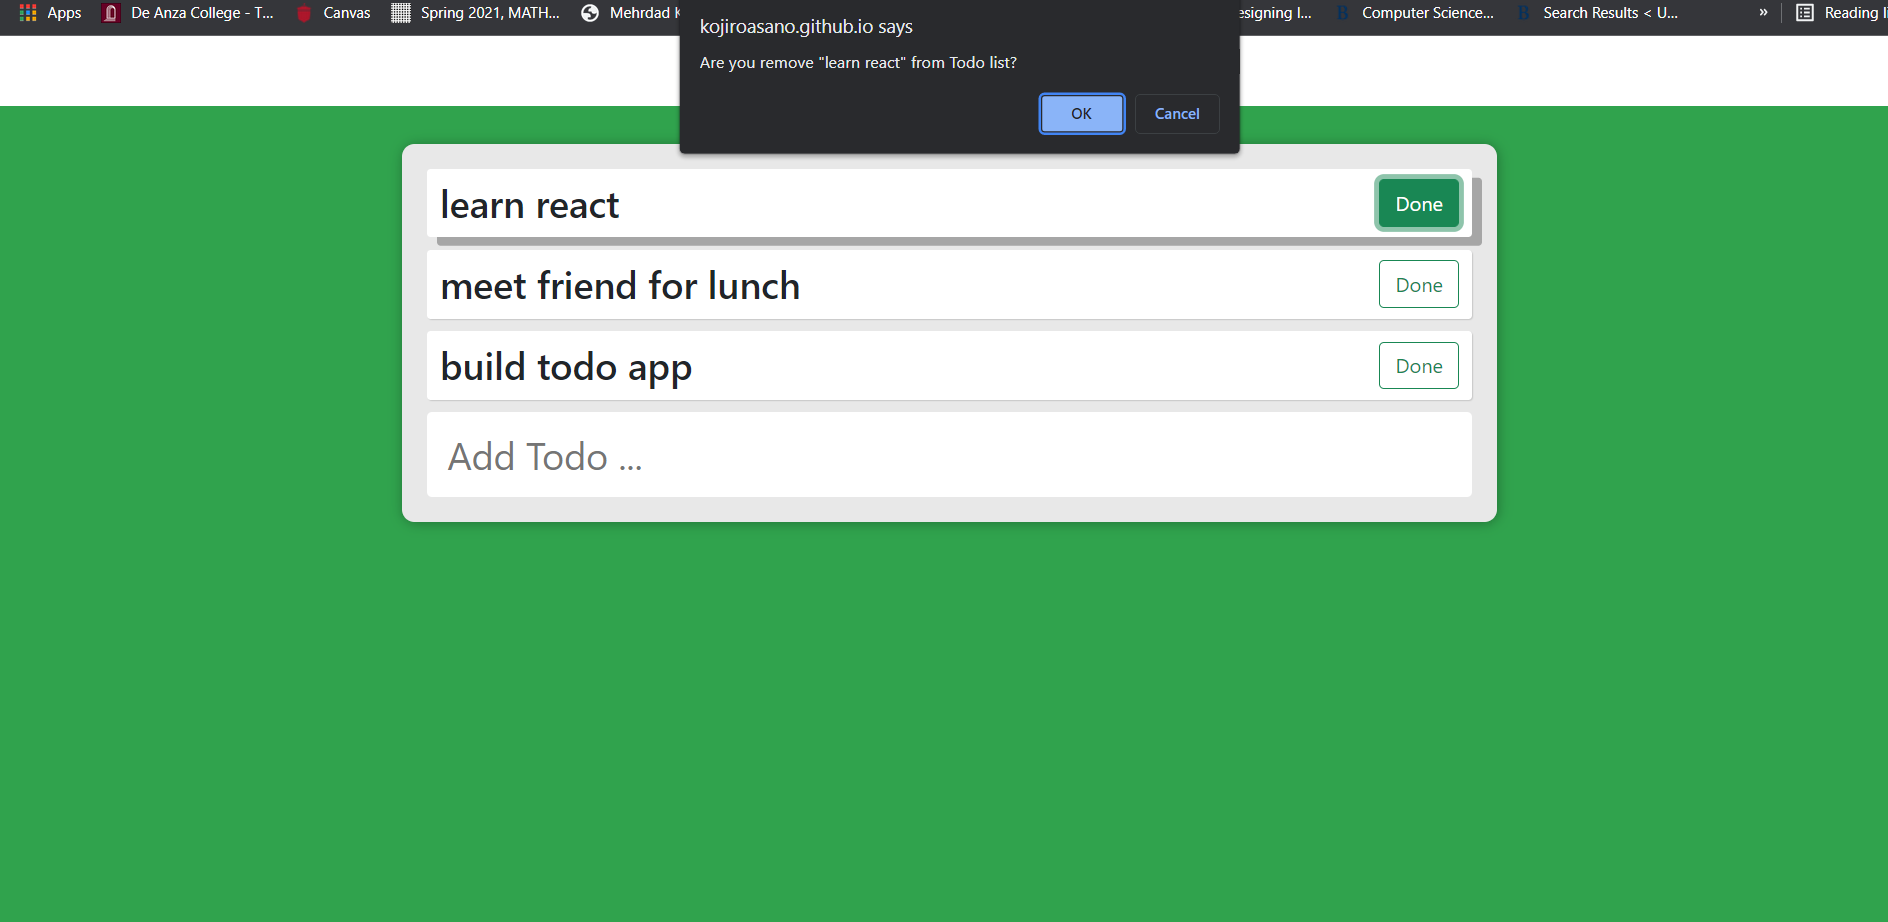 Apps De Anza College - T... Canvas Spring 2021, MATH... Mehrdad esigning I... Computer Science... Search Results < U... » Reading
kojiroasano.github.io says
Are you remove "learn react" from Todo list?
OK Cancel
learn react Done
meet friend for lunch Done
build todo app Done
Add Todo ...